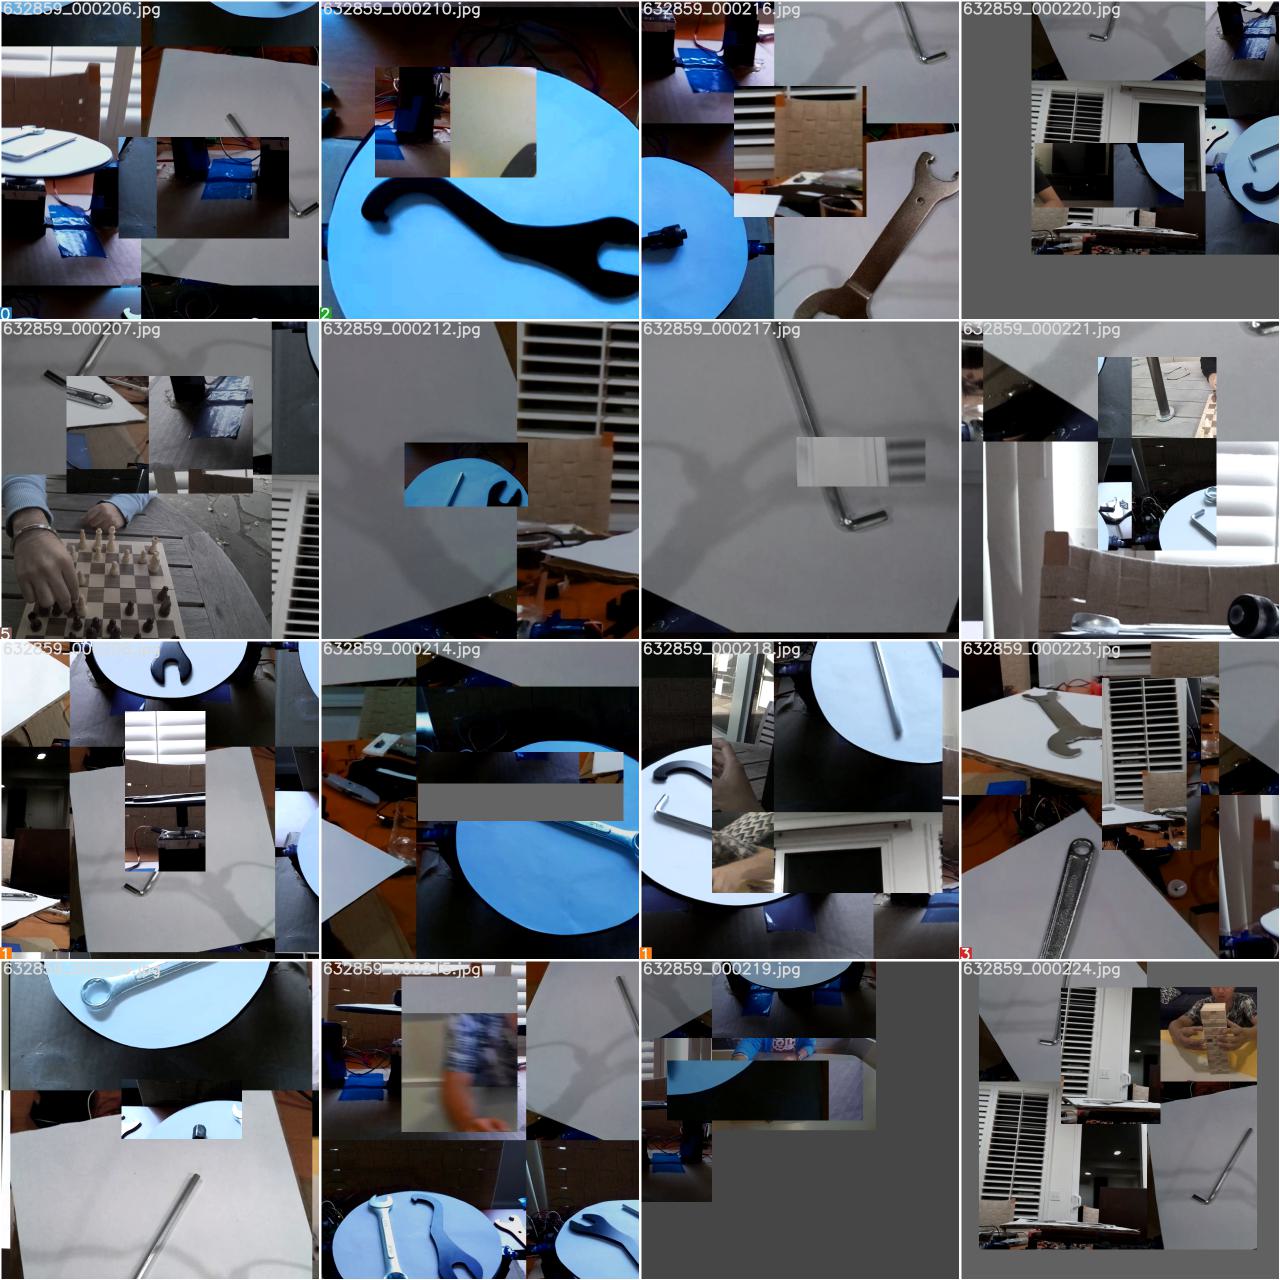 632859_000206.jpg
632859_000210.jpg
632859_000216.jpg
632859_000220.jpg
0
2
632859_000207.jpg
632859_000212.jpg
632859_000217.jpg
632859_000221.jpg
5
632859_000214.jpg
632859_000218.jpg
632859_000223.jpg
1
1
3
632859_000219.jpg
632859_000224.jpg